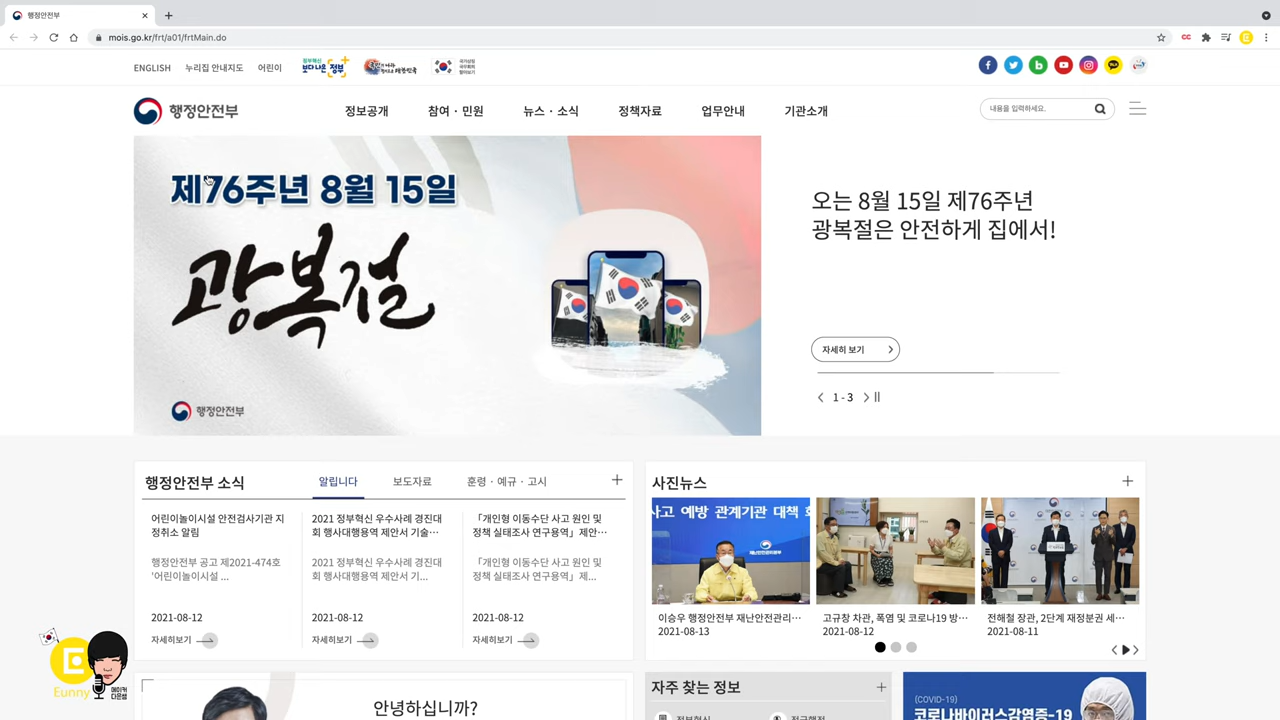 행정안전부
mois.go.kr/frt/a01/frtMain.do
CC
E
ENGLISH 누리집 안내지도 어린이
정부혁신
보다나은 정부
행정안전부
정보공개 참여 · 민원 뉴스 · 소식 정책자료 업무안내 기관소개
내용을 입력하세요.
제76주년 8월 15일
광복절
행정안전부
오는 8월 15일 제76주년
광복절은 안전하게 집에서!
자세히 보기
1 - 3
행정안전부 소식
알립니다 보도자료 훈령 · 예규 · 고시
어린이놀이시설 안전검사기관 지
정취소 알림
행정안전부 공고 제2021-474호
'어린이놀이시설 ...
2021-08-12
자세히보기
2021 정부혁신 우수사례 경진대
회 행사대행용역 제안서 기술…
2021 정부혁신 우수사례 경진대
회 행사대행용역 제안서 기...
2021-08-12
자세히보기
「개인형 이동수단 사고 원인 및
정책 실태조사 연구용역」제안…
「개인형 이동수단 사고 원인 및
정책 실태조사 연구용역」제...
2021-08-12
자세히보기
사진뉴스
사고 예방 관계기관 대책 회
이승우 행정안전부 재난안전관리…
2021-08-13
고규창 차관, 폭염 및 코로나19 방…
2021-08-12
전해철 장관, 2단계 재정분권 세…
2021-08-11
Eunny
메이커
다은쌤
안녕하십니까?
자주 찾는 정보
정부혁신
(COVID-19)
코로나바이러스감염증-19